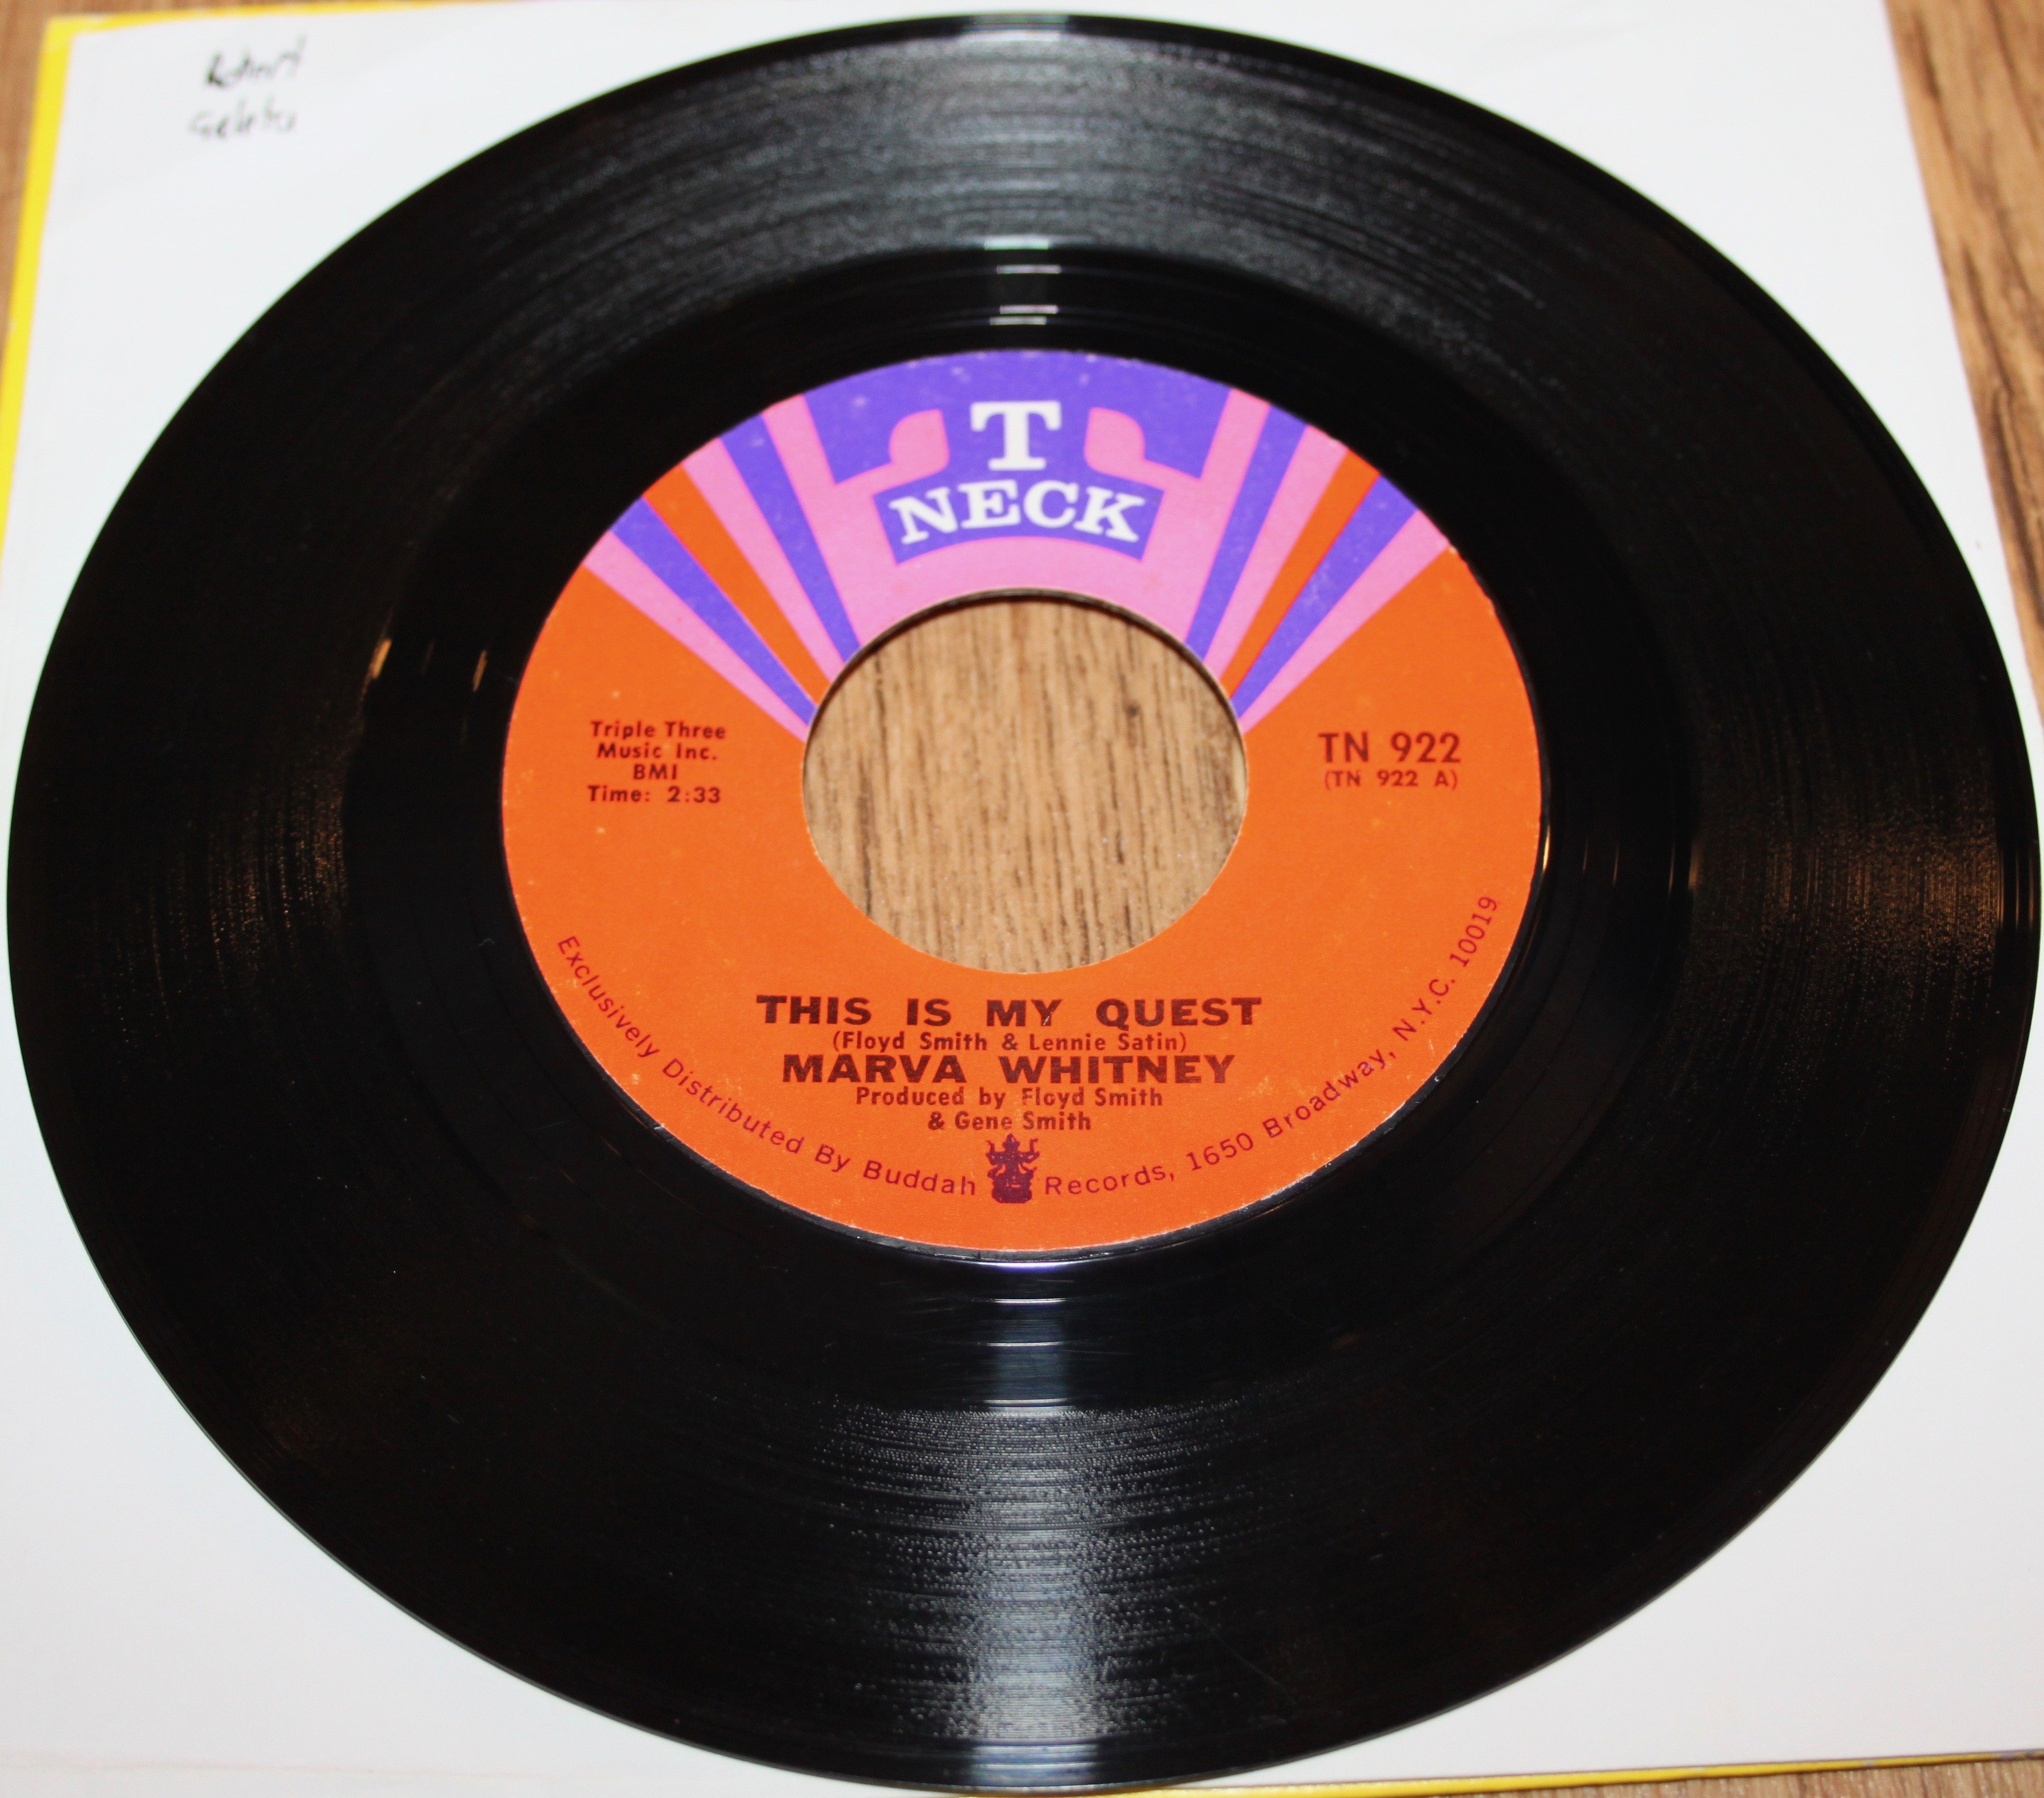 T
NECK
Triple Three
Music Inc.
BMI
Time: 2:33
TN 922
(TN 922 A)
THIS IS MY QUEST
(Floyd Smith & Lennie Satin)
MARVA WHITNEY
Produced by Floyd Smith
& Gene Smith
Exclusively Distributed By Buddah Records, 1650 Broadway, N.Y.C. 10019